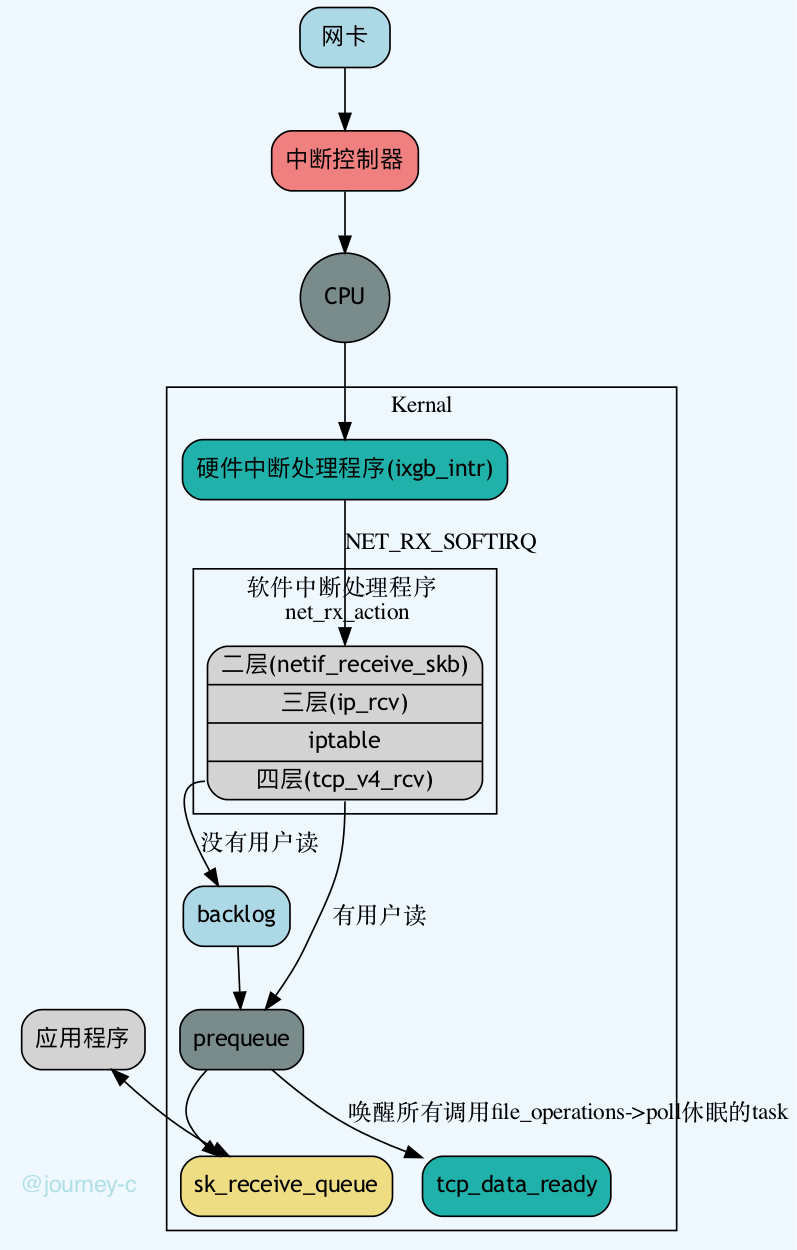 网卡
中断控制器
CPU
Kernal
硬件中断处理程序(ixgb_intr)
NET_RX_SOFTIRQ
软件中断处理程序
net_rx_action
二层(netif_receive_skb)
三层(ip_rcv)
iptable
四层(tcp_v4_rcv)
没有用户读
backlog
有用户读
应用程序
prequeue
唤醒所有调用file_operations->poll休眠的task
@journey-c
sk_receive_queue
tcp_data_ready